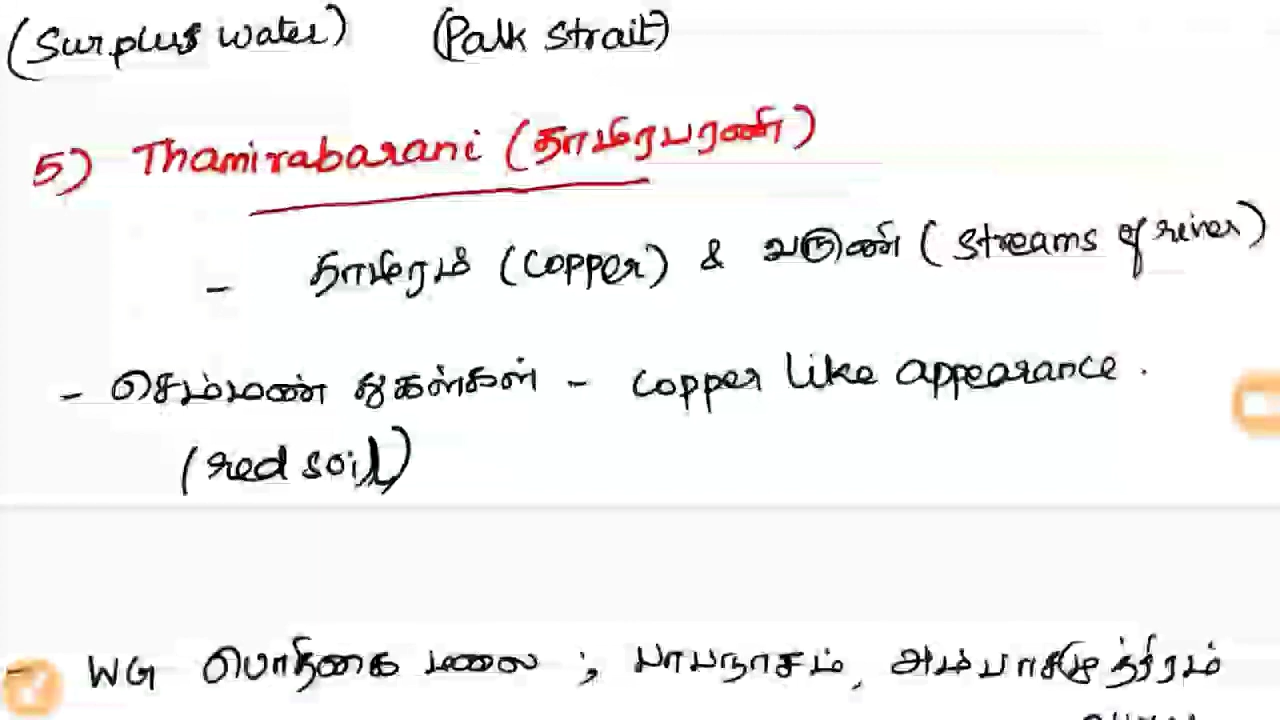 (Surplus water) (Palk Strait)
5) Thamirabarani (தாமிரபரணி)
- தாமிரம் (copper) & வருணி (streams of river)
- செம்மண் துகள்கள் - copper like appearance.
(red soil)
- WG பொதிகை மலை ; பாபநாசம், அம்பாசமுத்திரம்